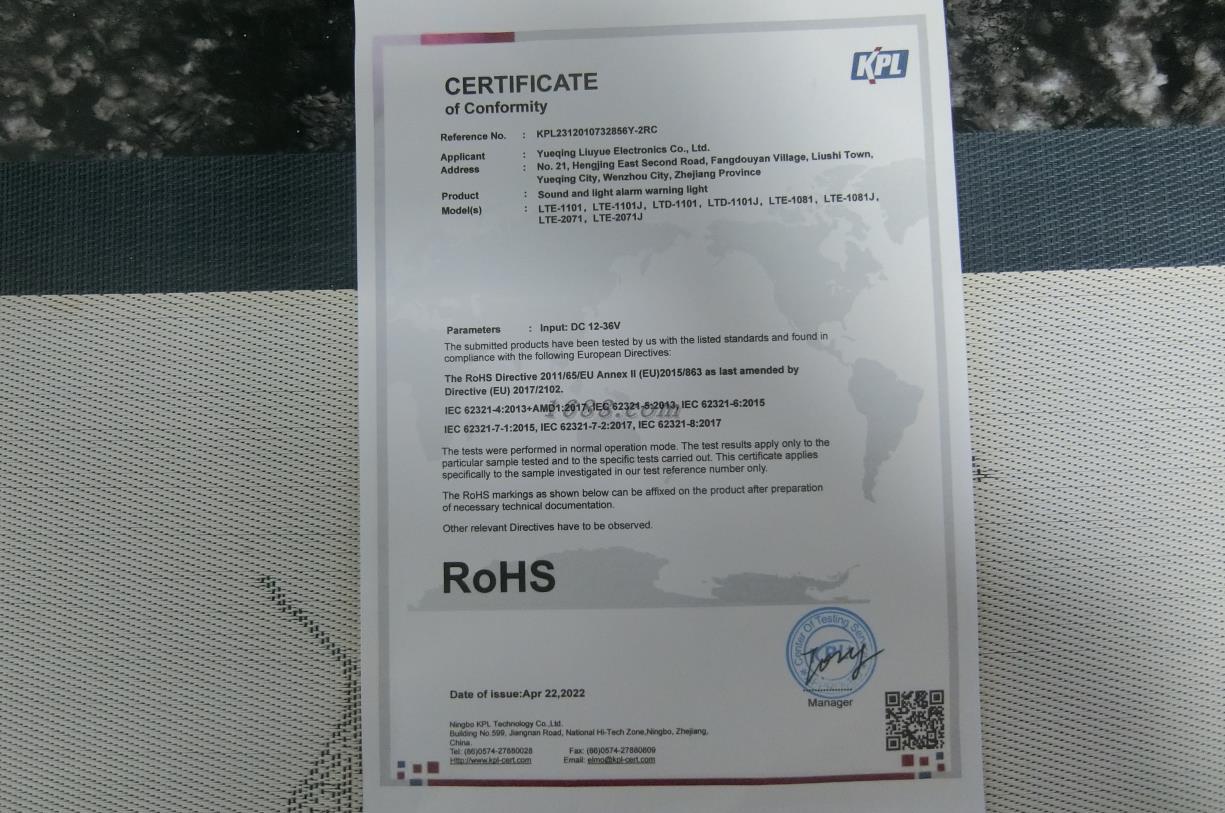 KPL
CERTIFICATE
of Conformity
Reference No. : KPL2312010732856Y-2RC
Applicant : Yueqing Liuyue Electronics Co., Ltd.
Address : No. 21, Hengjing East Second Road, Fangdouyan Village, Liushi Town,
Yueqing City, Wenzhou City, Zhejiang Province
Product : Sound and light alarm warning light
Model(s) : LTE-1101, LTE-1101J, LTD-1101, LTD-1101J, LTE-1081, LTE-1081J,
LTE-2071, LTE-2071J
Parameters : Input: DC 12-36V
The submitted products have been tested by us with the listed standards and found in
compliance with the following European Directives:
The RoHS Directive 2011/65/EU Annex II (EU)2015/863 as last amended by
Directive (EU) 2017/2102.
IEC 62321-4:2013+AMD1:2017, IEC 62321-5:2013, IEC 62321-6:2015
1688.com
IEC 62321-7-1:2015, IEC 62321-7-2:2017, IEC 62321-8:2017
The tests were performed in normal operation mode. The test results apply only to the
particular sample tested and to the specific tests carried out. This certificate applies
specifically to the sample investigated in our test reference number only.
The RoHS markings as shown below can be affixed on the product after preparation
of necessary technical documentation.
Other relevant Directives have to be observed.
RoHS
Center Of Testing
KPL
Tony
Manager
Date of issue:Apr 22,2022
Ningbo KPL Technology Co.,Ltd.
Building No.599, Jiangnan Road, National Hi-Tech Zone,Ningbo, Zhejiang,
China.
Tel: (86)0574-27880028 Fax: (86)0574-27880809
Http://www.kpl-cert.com Email: elmo@kpl-cert.com